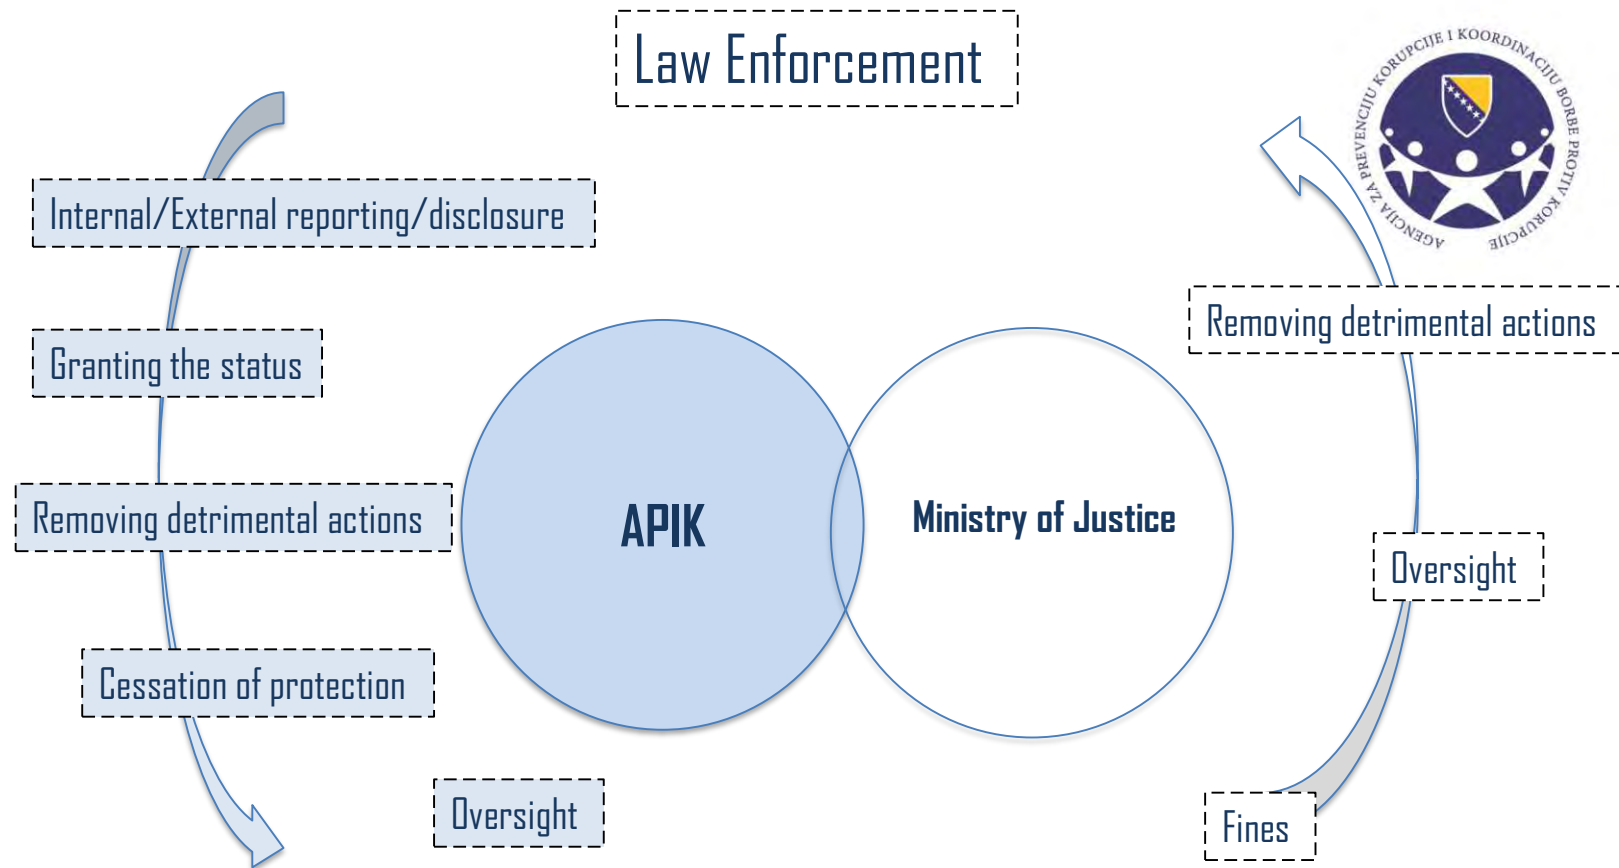 Law Enforcement
AGENCIJA ZA PREVENCIJU KORUPCIJE I KOORDINACIJU BORBE PROTIV KORUPCIJE
Internal/External reporting/disclosure
Granting the status
Removing detrimental actions
Cessation of protection
Oversight
APIK
Ministry of Justice
Removing detrimental actions
Oversight
Fines